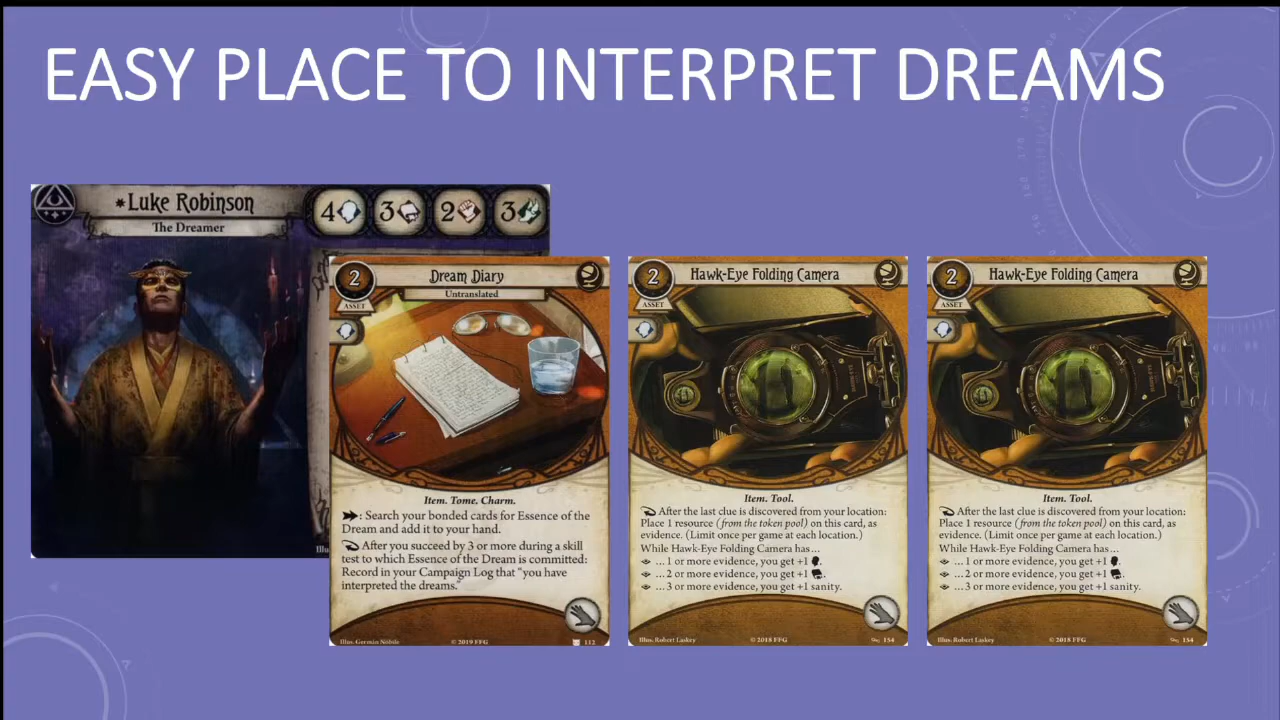 EASY PLACE TO INTERPRET DREAMS
Luke Robinson
The Dreamer
4 3 2 3
Illu
2
Dream Diary
Untranslated
ASSET
Item. Tome. Charm.
: Search your bonded cards for Essence of the
Dream and add it to your hand.
After you succeed by 3 or more during a skill
test to which Essence of the Dream is committed:
Record in your Campaign Log that "you have
interpreted the dreams."
Illus. Germán Nóbile © 2019 FFG 112
2
Hawk-Eye Folding Camera
ASSET
Item. Tool.
After the last clue is discovered from your location:
Place 1 resource (from the token pool) on this card, as
evidence. (Limit once per game at each location.)
While Hawk-Eye Folding Camera has...
...1 or more evidence, you get +1 .
...2 or more evidence, you get +1 .
...3 or more evidence, you get +1 sanity.
Illus. Robert Laskey © 2018 FFG 154
2
Hawk-Eye Folding Camera
ASSET
Item. Tool.
After the last clue is discovered from your location:
Place 1 resource (from the token pool) on this card, as
evidence. (Limit once per game at each location.)
While Hawk-Eye Folding Camera has...
...1 or more evidence, you get +1 .
...2 or more evidence, you get +1 .
...3 or more evidence, you get +1 sanity.
Illus. Robert Laskey © 2018 FFG 154